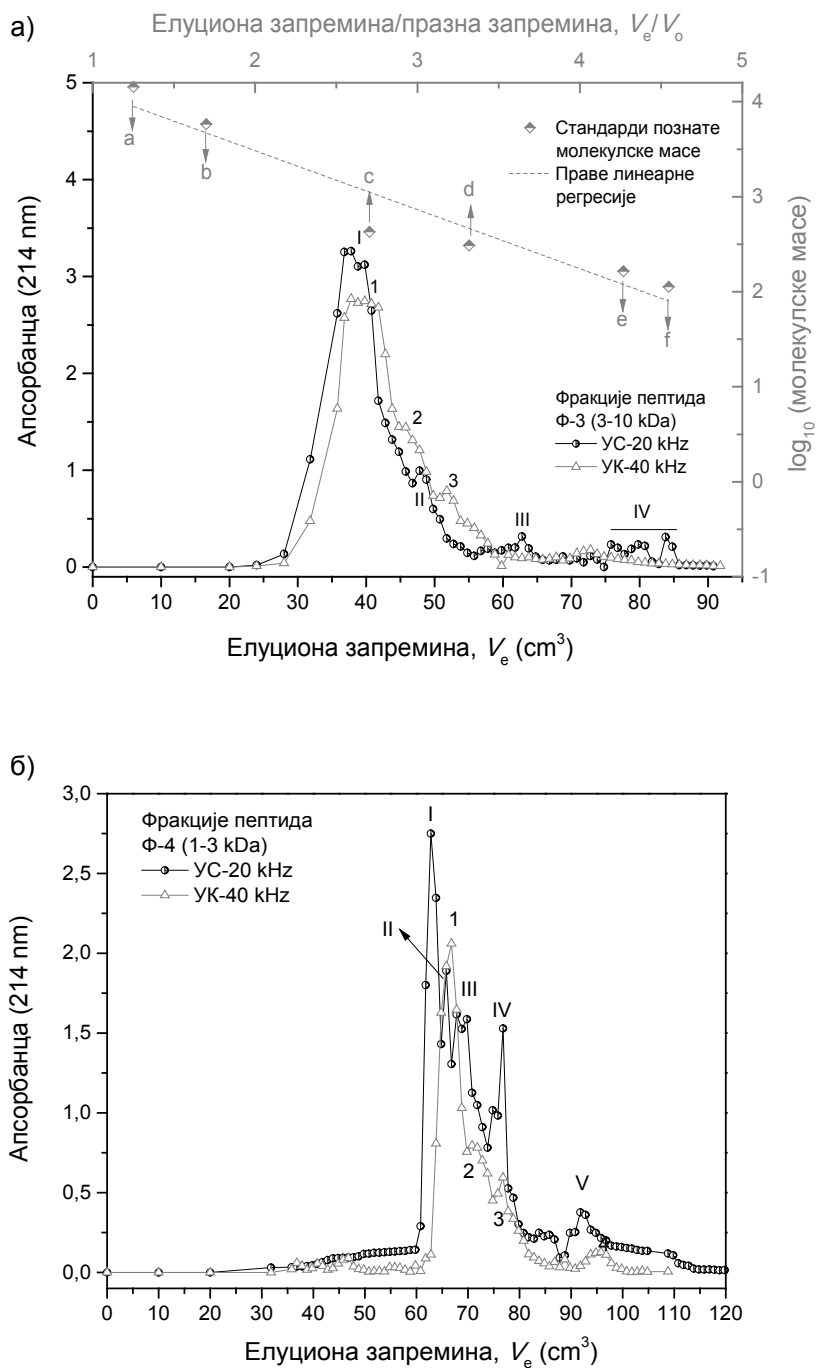 а)
Елуциона запремина/празна запремина, Ve/Vo
1 2 3 4 5
5
4
3
2
1
0
Апсорбанца (214 nm)
4
3
2
1
0
-1
log10 (молекулске масе)
a
b
c
d
e
f
Стандарди познате
молекулске масе
Праве линеарне
регресије
I
1
2
II
3
III
IV
Фракције пептида
Ф-3 (3-10 kDa)
УС-20 kHz
УК-40 kHz
0 10 20 30 40 50 60 70 80 90
Елуциона запремина, Ve (cm3)
б)
3,0
2,5
2,0
1,5
1,0
0,5
0,0
Апсорбанца (214 nm)
Фракције пептида
Ф-4 (1-3 kDa)
УС-20 kHz
УК-40 kHz
I
II
1
III
IV
2
3
V
4
0 10 20 30 40 50 60 70 80 90 100 110 120
Елуциона запремина, Ve (cm3)